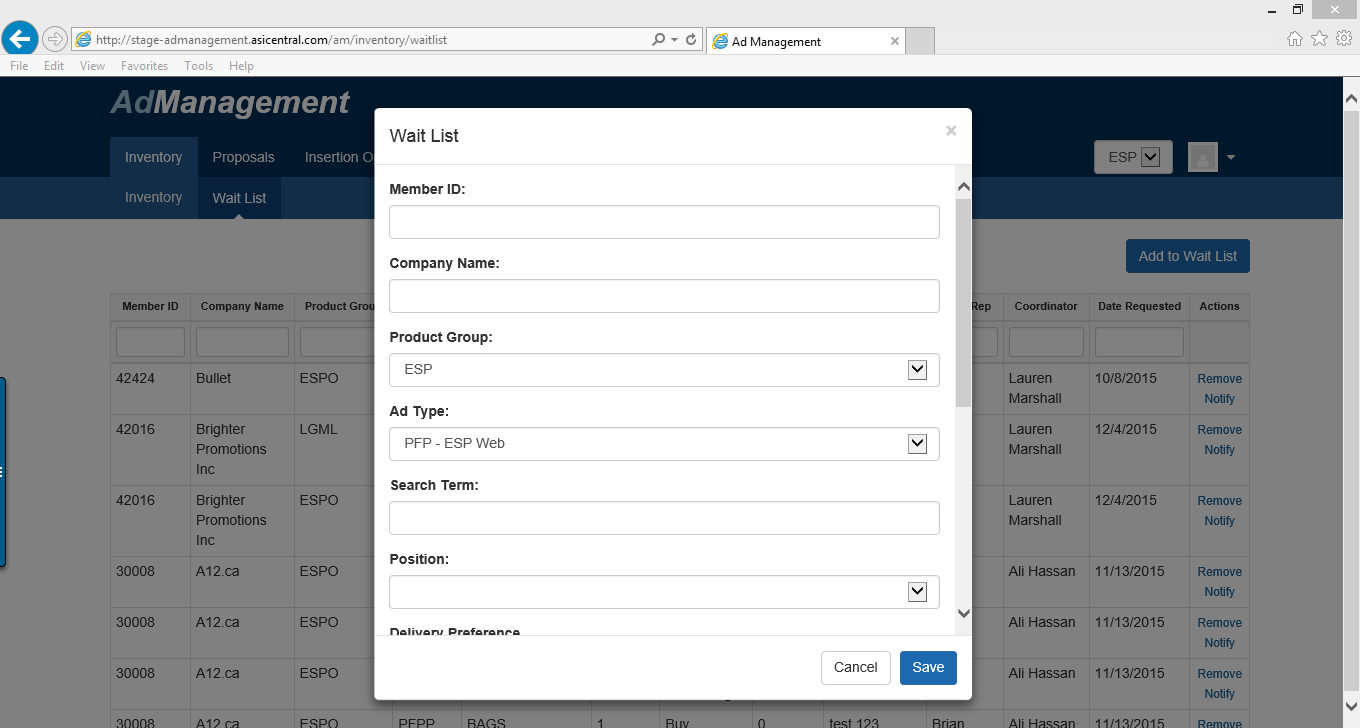 http://stage-admanagement.asicentral.com/am/inventory/waitlist
Ad Management
File Edit View Favorites Tools Help
AdManagement
Inventory Proposals Insertion O
ESP
Inventory Wait List
Add to Wait List
Wait List
Member ID:
Company Name:
Product Group:
ESP
Ad Type:
PFP - ESP Web
Search Term:
Position:
Delivery Preference
Cancel Save
Member ID Company Name Product Grou Rep Coordinator Date Requested Actions
42424 Bullet ESPO Lauren 10/8/2015 Remove
Marshall Notify
42016 Brighter LGML Lauren 12/4/2015 Remove
Promotions Marshall Notify
Inc
42016 Brighter ESPO Lauren 12/4/2015 Remove
Promotions Marshall Notify
Inc
30008 A12.ca ESPO Ali Hassan 11/13/2015 Remove
Notify
30008 A12.ca ESPO Ali Hassan 11/13/2015 Remove
Notify
30008 A12.ca ESPO Ali Hassan 11/13/2015 Remove
Notify
30008 A12.ca ESPO PFPP BAGS 1 Buy 0 test 123 Brian Ali Hassan 11/13/2015 Remove